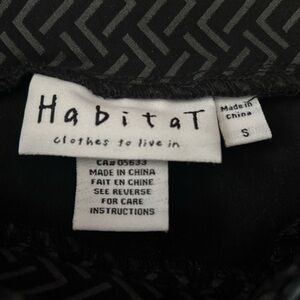 HabitaT
clothes to live in
Made in
China
S
CA# 05633
MADE IN CHINA
FAIT EN CHINE
SEE REVERSE
FOR CARE
INSTRUCTIONS